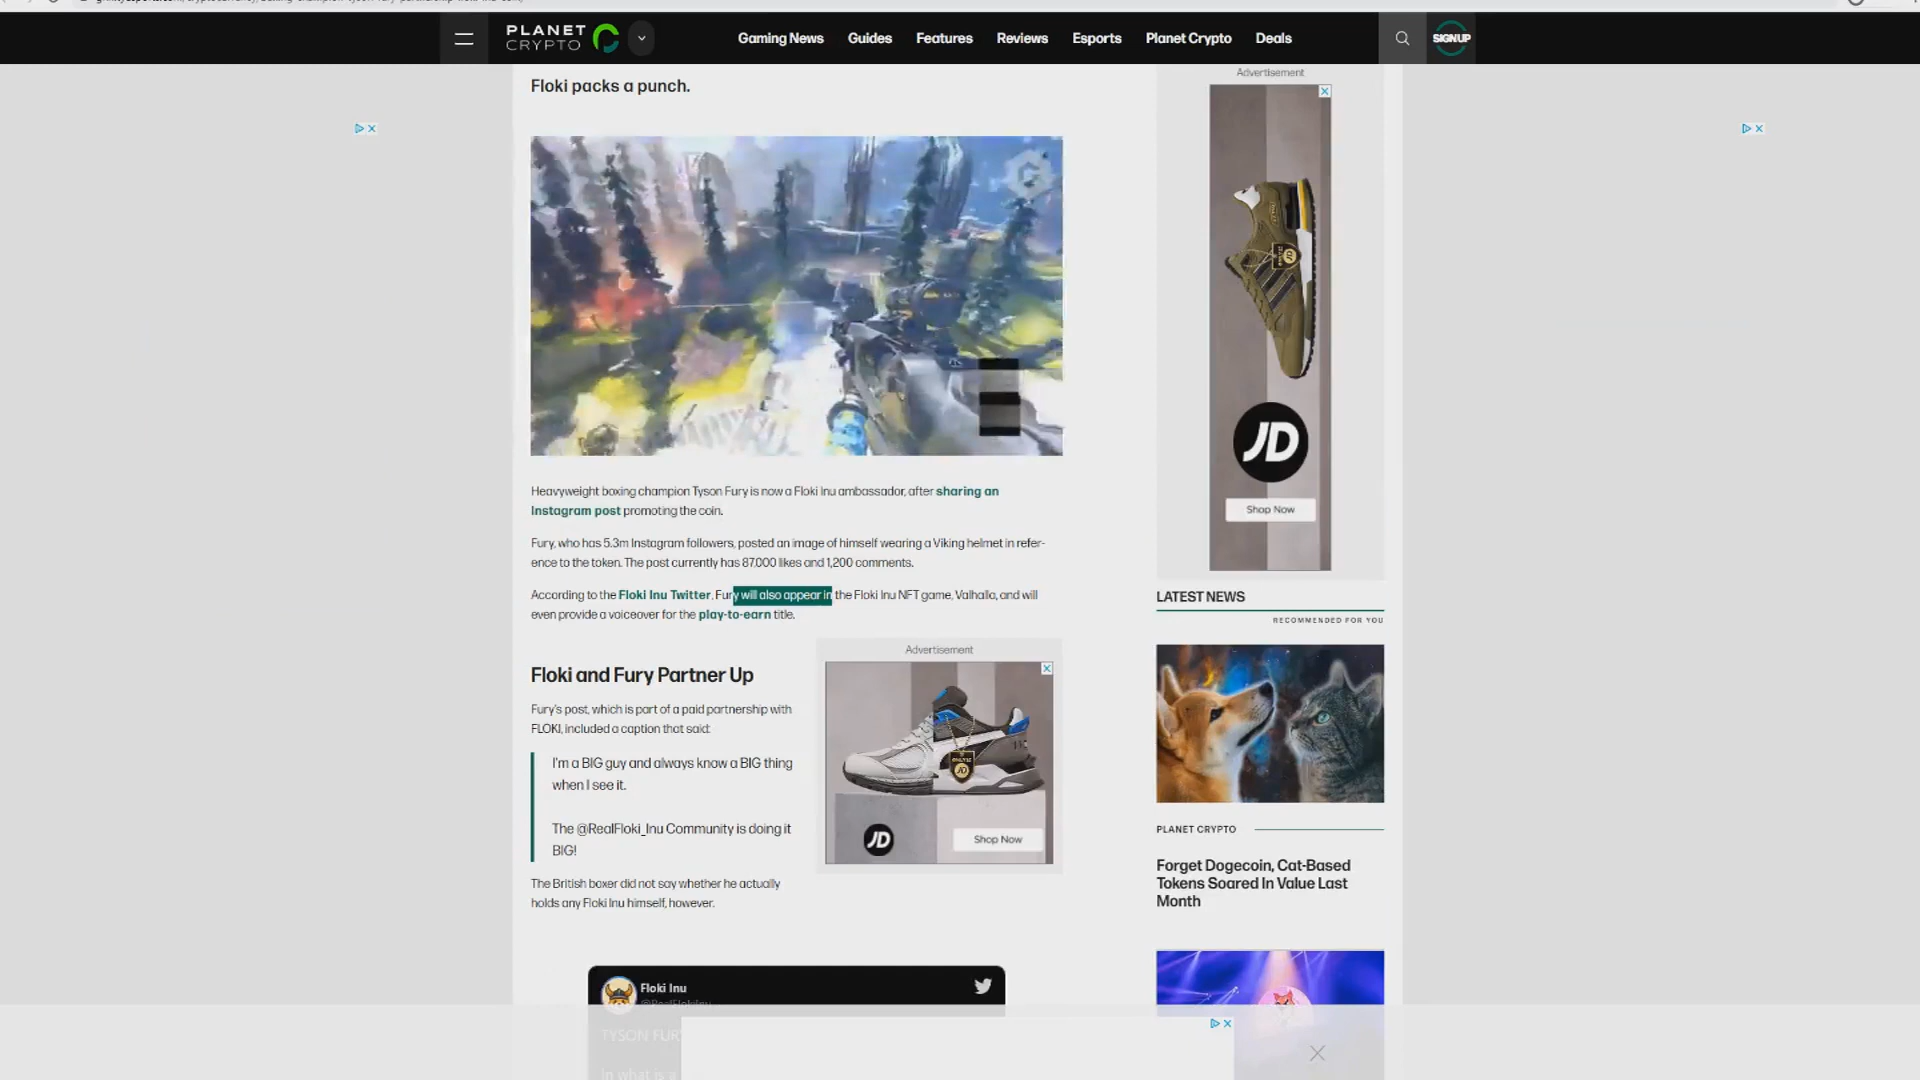 PLANET
CRYPTO
Gaming News
Guides
Features
Reviews
Esports
Planet Crypto
Deals
SIGNUP
Floki packs a punch.
Advertisement
JD
Shop Now
Heavyweight boxing champion Tyson Fury is now a Floki Inu ambassador, after sharing an
Instagram post promoting the coin.
Fury, who has 5.3m Instagram followers, posted an image of himself wearing a Viking helmet in refer-
ence to the token. The post currently has 87,000 likes and 1,200 comments.
According to the Floki Inu Twitter, Fury will also appear in the Floki Inu NFT game, Valhalla, and will
even provide a voiceover for the play-to-earn title.
Floki and Fury Partner Up
Fury's post, which is part of a paid partnership with
FLOKI, included a caption that said:
I'm a BIG guy and always know a BIG thing
when I see it.
The @RealFloki_Inu Community is doing it
BIG!
The British boxer did not say whether he actually
holds any Floki Inu himself, however.
Advertisement
JD
Shop Now
Floki Inu
@RealFlokiInu
TYSON FURY
In what is a
LATEST NEWS
RECOMMENDED FOR YOU
PLANET CRYPTO
Forget Dogecoin, Cat-Based
Tokens Soared In Value Last
Month